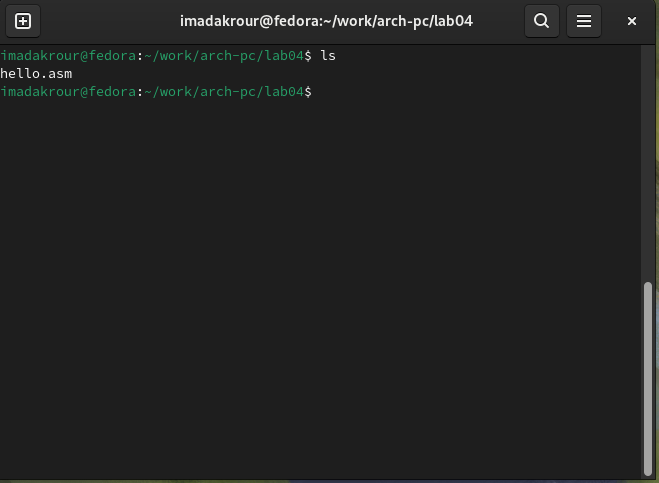 imadakrour@fedora:~/work/arch-pc/lab04
imadakrour@fedora:~/work/arch-pc/lab04$ ls
hello.asm
imadakrour@fedora:~/work/arch-pc/lab04$